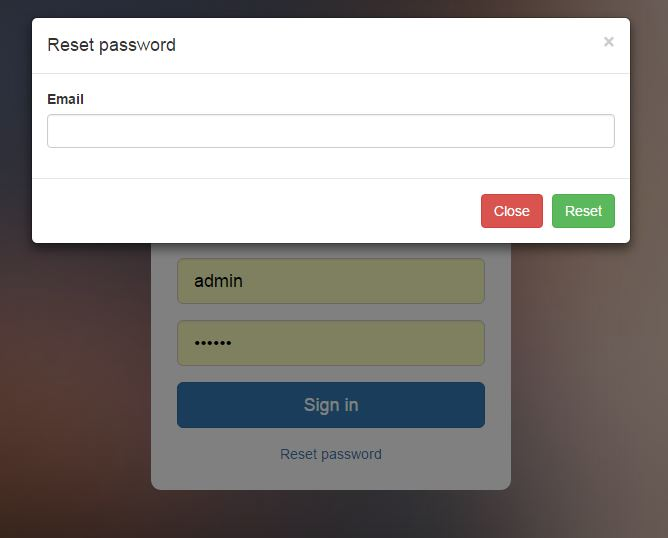 Reset password ×
Email
Close Reset
admin
••••••
Sign in
Reset password